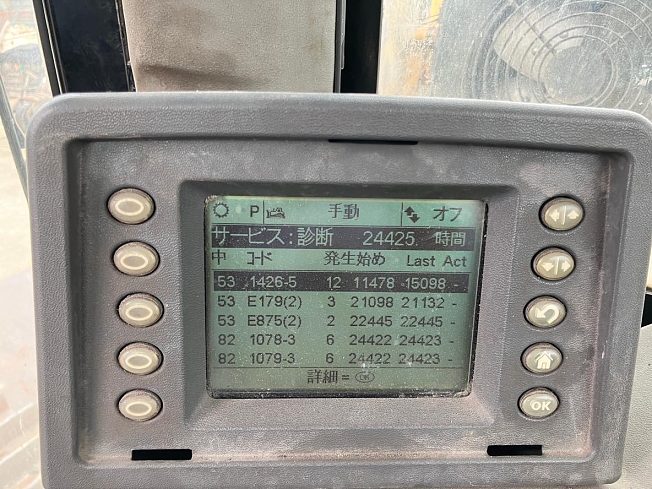 P 手動 オフ
サービス:診断 24425 時間
中 コード 発生始め Last Act
53 1426-5 12 11478 15098 -
53 E179(2) 3 21098 21132 -
53 E875(2) 2 22445 22445 -
82 1078-3 6 24422 24423 -
82 1079-3 6 24422 24423 -
詳細 = OK
OK